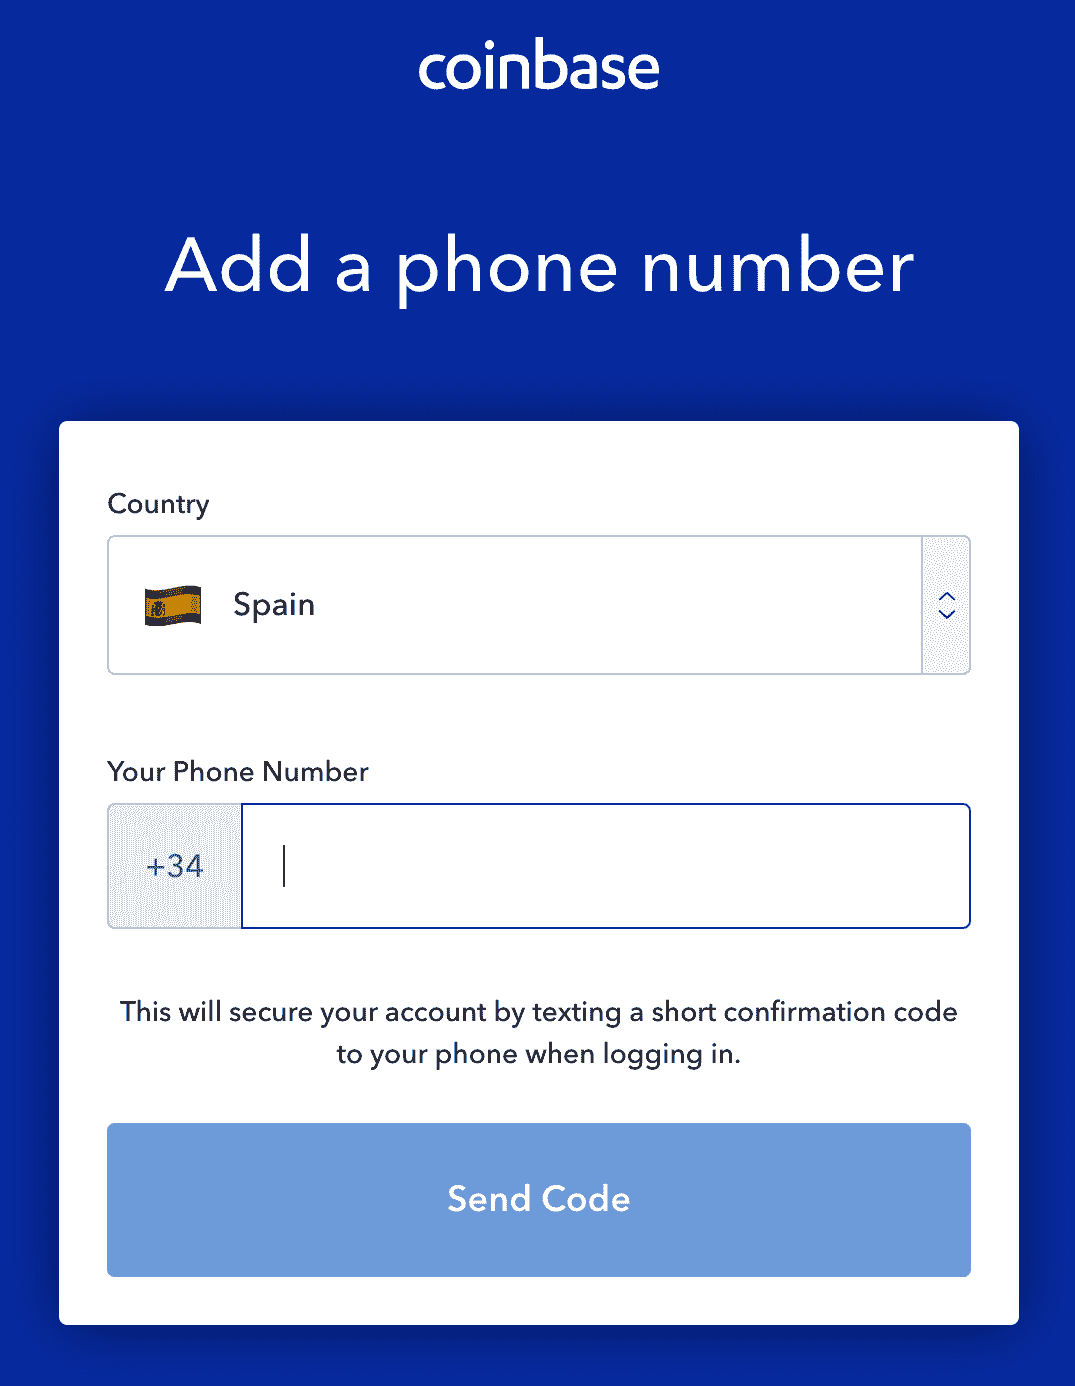 coinbase
Add a phone number
Country
Spain
Your Phone Number
+34
This will secure your account by texting a short confirmation code
to your phone when logging in.
Send Code